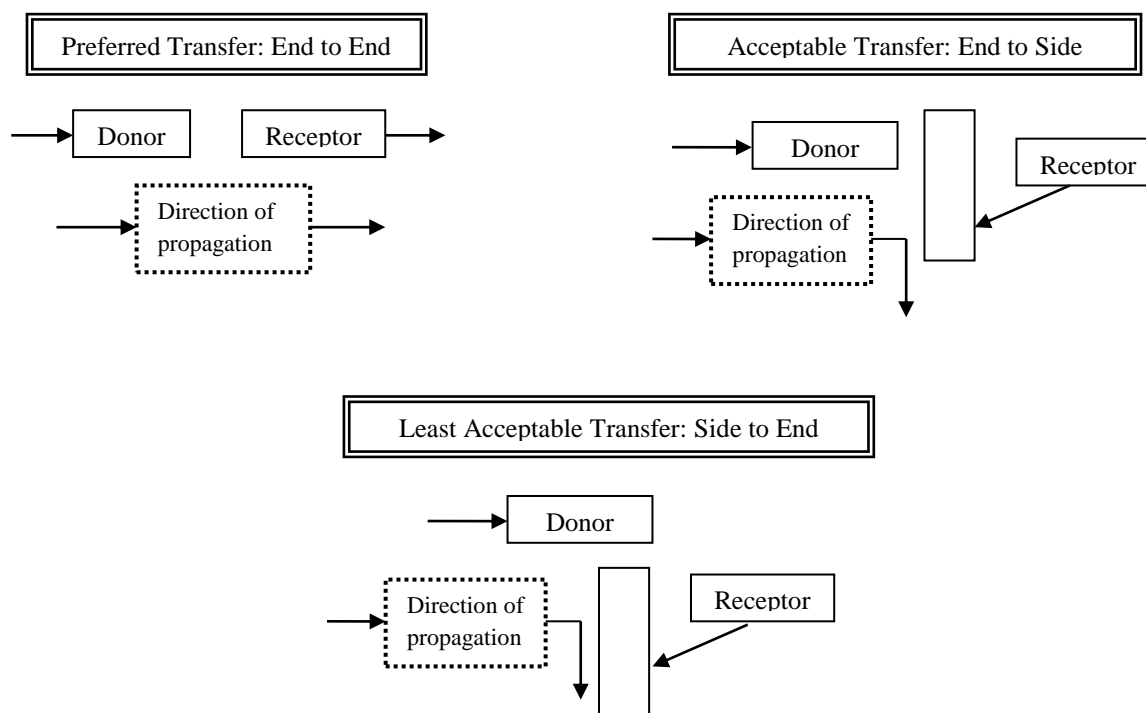 Preferred Transfer: End to End
Acceptable Transfer: End to Side
Donor
Receptor
Direction of
propagation
Donor
Receptor
Direction of
propagation
Least Acceptable Transfer: Side to End
Donor
Direction of
propagation
Receptor